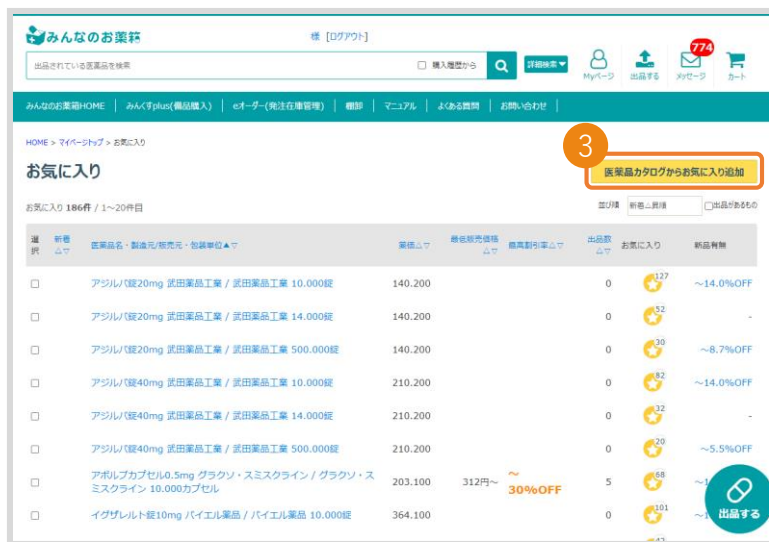 みんなのお薬箱
様 [ログアウト]
出品されている医薬品を検索
購入履歴から
詳細検索▼
Myページ
出品する
774
メッセージ
カート
みんなのお薬箱HOME | みんくすplus(備品購入) | eオーダー(発注在庫管理) | 棚卸 | マニュアル | よくある質問 | お問い合わせ |
HOME > マイページトップ > お気に入り
3
お気に入り
医薬品カタログからお気に入り追加
お気に入り 186件 / 1～20件目
並び順 新着△昇順 出品があるもの
選択 新着△▽ 医薬品名・製造元/販売元・包装単位▲▽ 薬価△▽ 最低販売価格△▽ 最高割引率△▽ 出品数△▽ お気に入り 新品有無
アジルバ錠20mg 武田薬品工業 / 武田薬品工業 10.000錠 140.200 0 127 ～14.0%OFF
アジルバ錠20mg 武田薬品工業 / 武田薬品工業 14.000錠 140.200 0 52 -
アジルバ錠20mg 武田薬品工業 / 武田薬品工業 500.000錠 140.200 0 30 ～8.7%OFF
アジルバ錠40mg 武田薬品工業 / 武田薬品工業 10.000錠 210.200 0 82 ～14.0%OFF
アジルバ錠40mg 武田薬品工業 / 武田薬品工業 14.000錠 210.200 0 32 -
アジルバ錠40mg 武田薬品工業 / 武田薬品工業 500.000錠 210.200 0 20 ～5.5%OFF
アボルブカプセル0.5mg グラクソ・スミスクライン / グラクソ・ス
ミスクライン 10.000カプセル 203.100 312円～ ～30%OFF 5 68
イグザレルト錠10mg バイエル薬品 / バイエル薬品 10.000錠 364.100 0 101
出品する